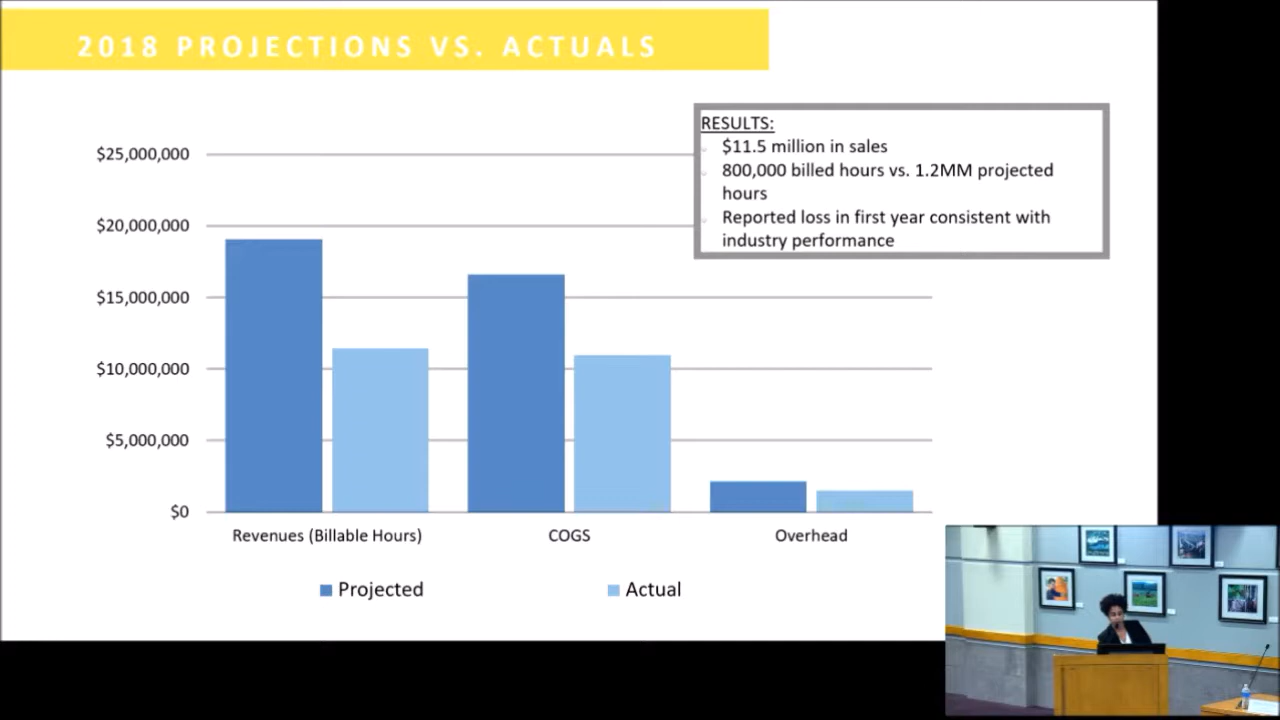 2018 PROJECTIONS VS. ACTUALS
RESULTS:
$11.5 million in sales
800,000 billed hours vs. 1.2MM projected
hours
Reported loss in first year consistent with
industry performance
$25,000,000
$20,000,000
$15,000,000
$10,000,000
$5,000,000
$0
Revenues (Billable Hours)
COGS
Overhead
Projected
Actual